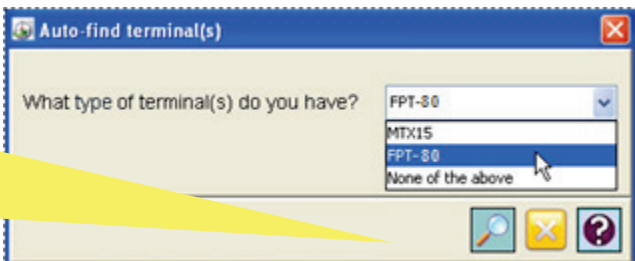 Auto-find terminal(s)
What type of terminal(s) do you have?
FPT-80
MTX15
FPT-80
None of the above